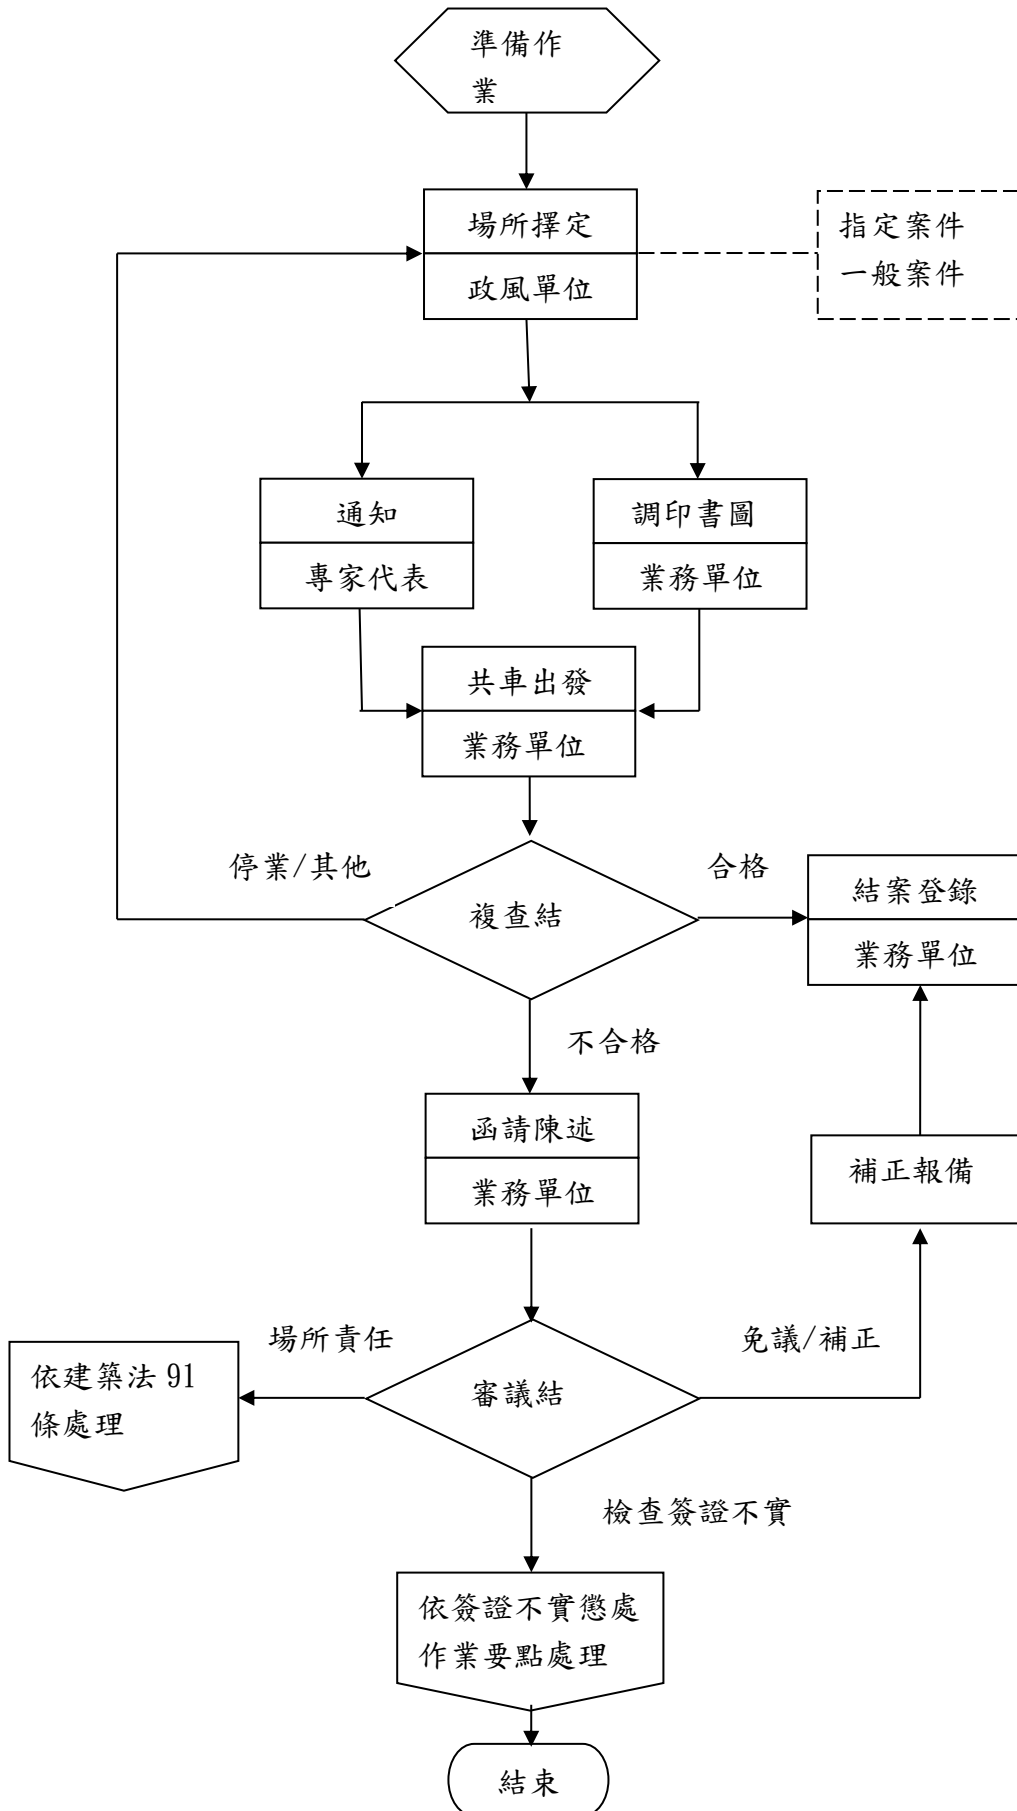 準備作
業
場所擇定
政風單位
指定案件
一般案件
通知
專家代表
調印書圖
業務單位
共車出發
業務單位
停業/其他
合格
複查結
結案登錄
業務單位
不合格
函請陳述
業務單位
補正報備
場所責任
免議/補正
依建築法 91
條處理
審議結
檢查簽證不實
依簽證不實懲處
作業要點處理
結束